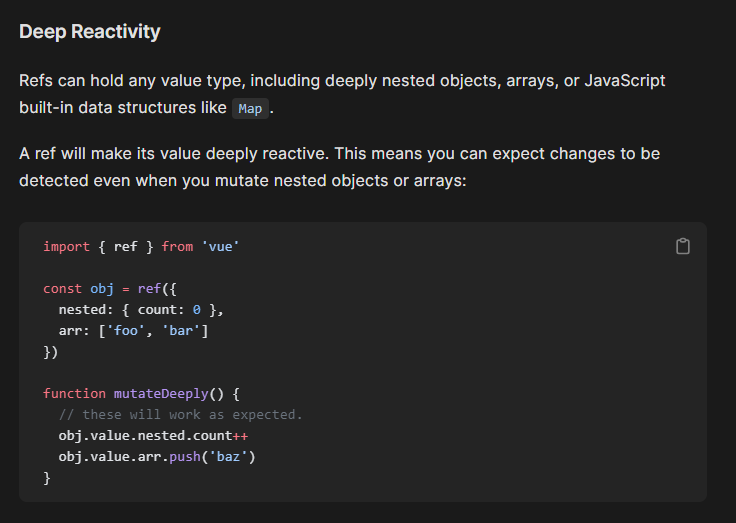 Deep Reactivity
Refs can hold any value type, including deeply nested objects, arrays, or JavaScript
built-in data structures like Map.
A ref will make its value deeply reactive. This means you can expect changes to be
detected even when you mutate nested objects or arrays:
import { ref } from 'vue'
const obj = ref({
  nested: { count: 0 },
  arr: ['foo', 'bar']
})
function mutateDeeply() {
  // these will work as expected.
  obj.value.nested.count++
  obj.value.arr.push('baz')
}